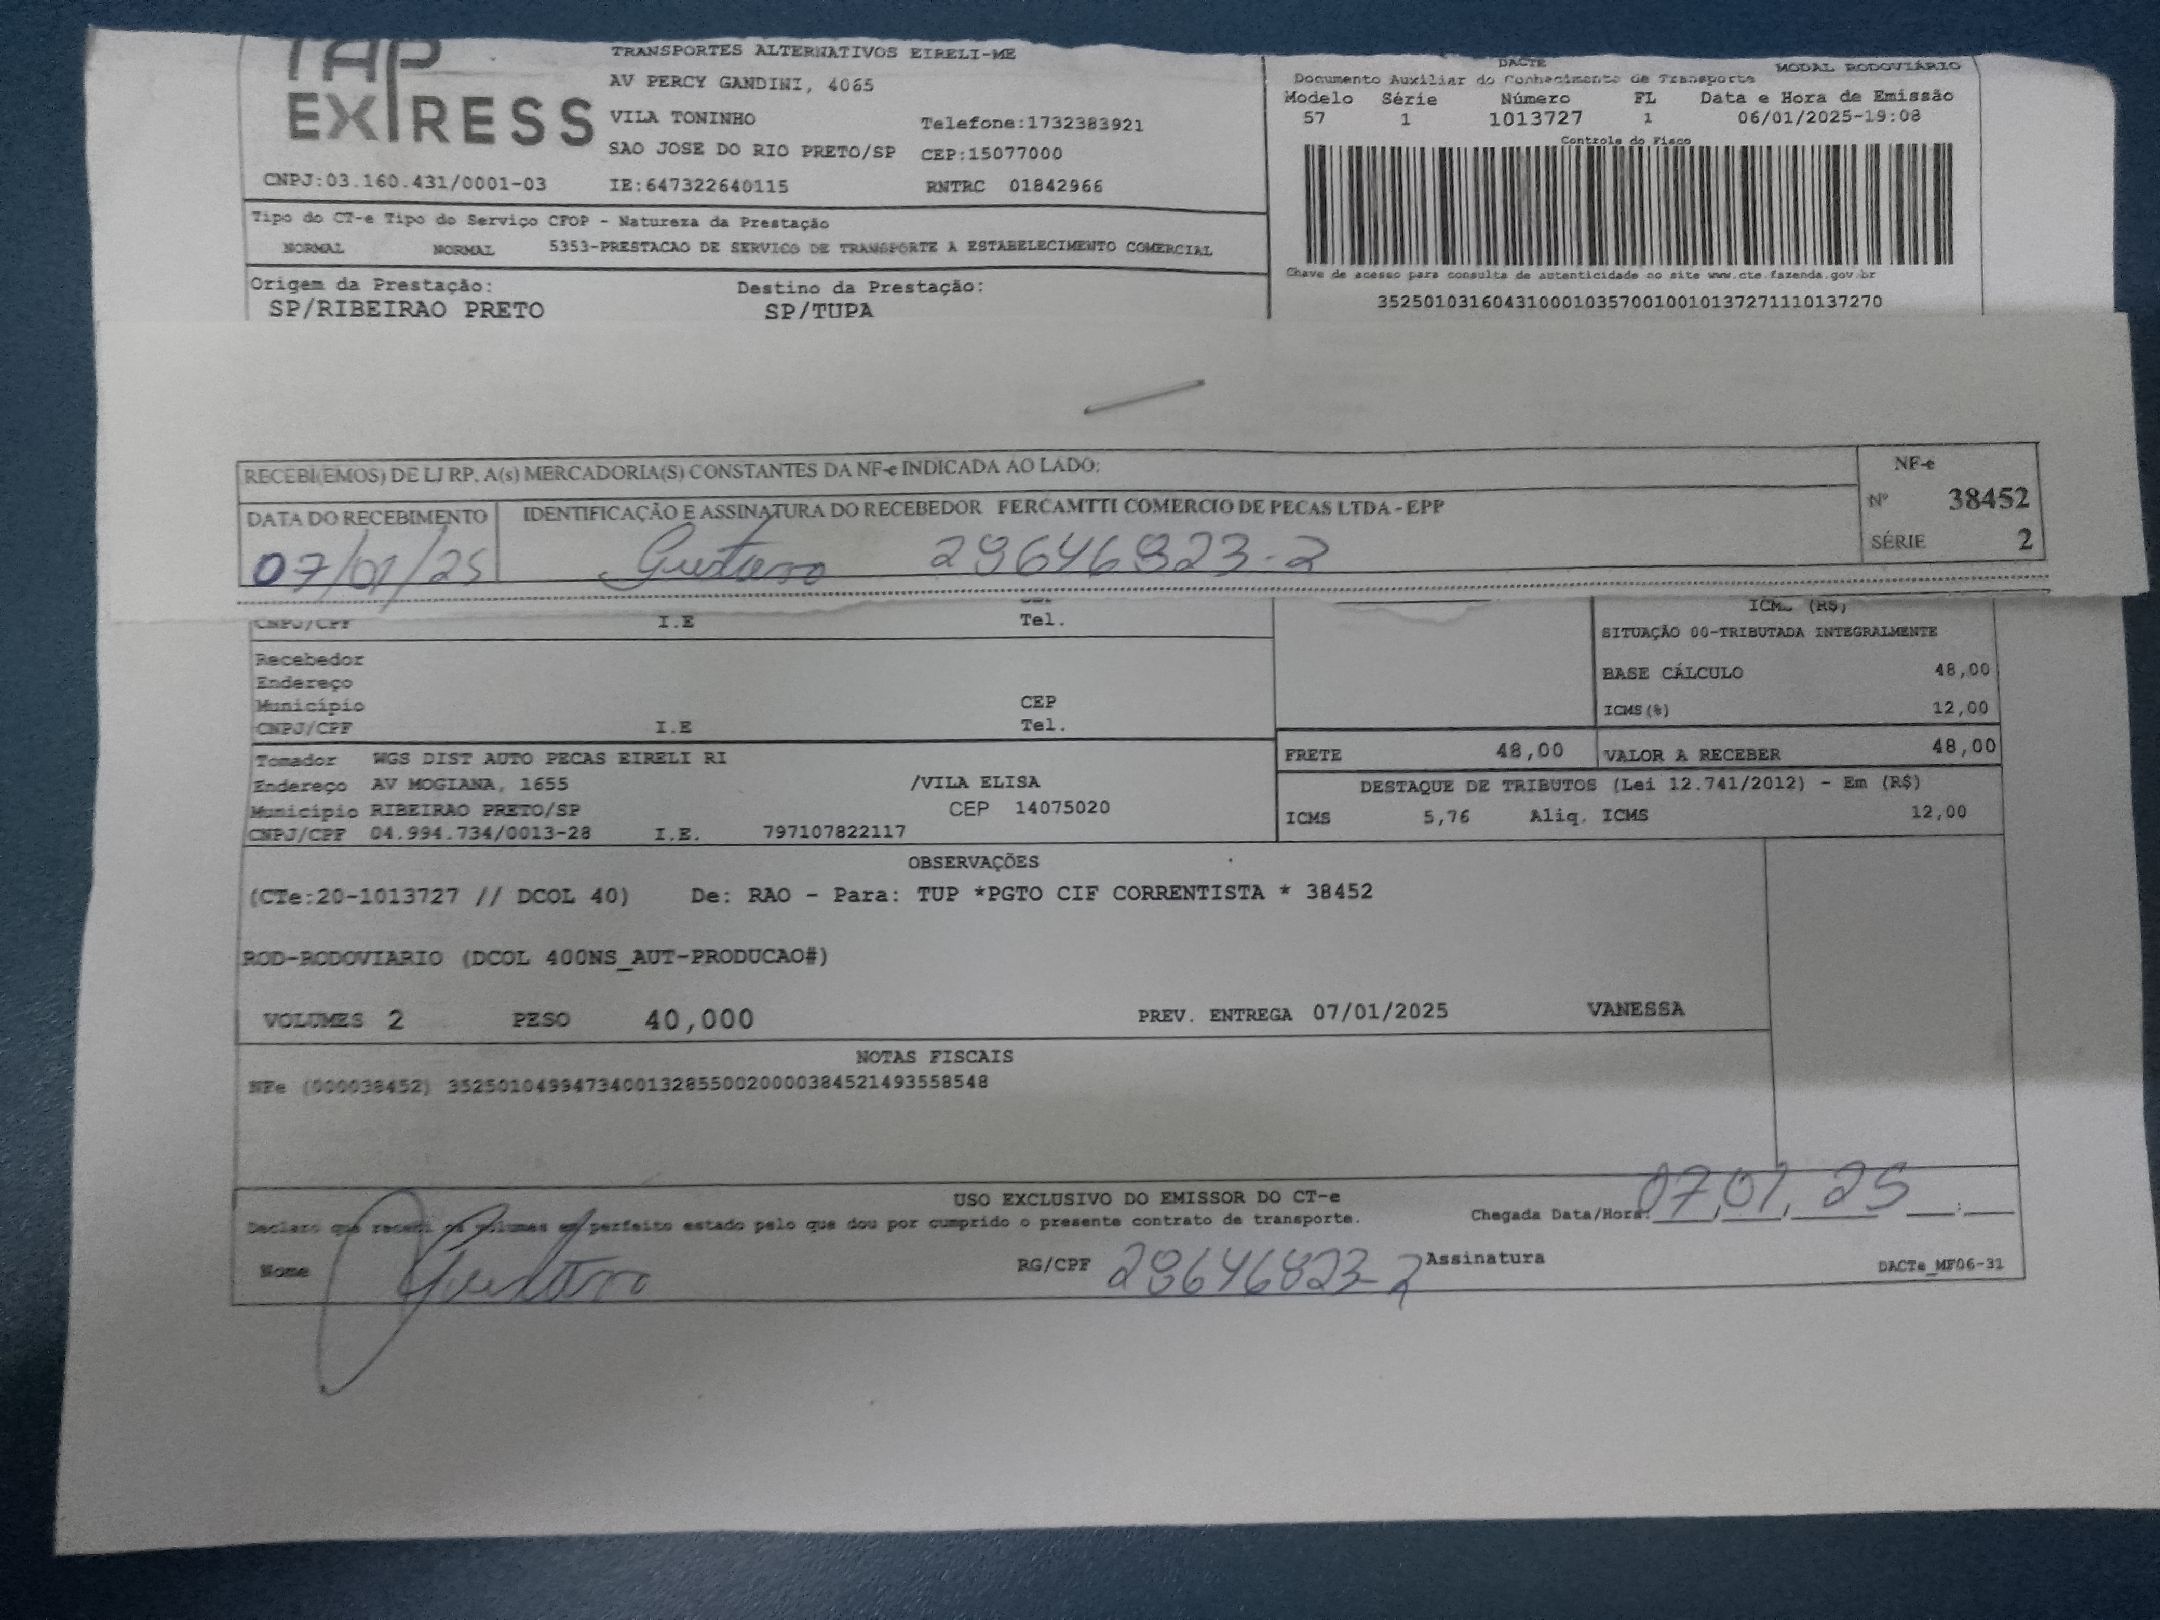 TAP
EXPRESS
TRANSPORTES ALTERNATIVOS EIRELI-ME
AV PERCY GANDINI, 4065
VILA TONINHO Telefone:1732383921
SAO JOSE DO RIO PRETO/SP CEP:15077000
CNPJ:03.160.431/0001-03 IE:647322640115 RNTRC 01842966
DACTE MODAL RODOVIÁRIO
Documento Auxiliar do Conhecimento de Transporte
Modelo Série Número FL Data e Hora de Emissão
57 1 1013727 1 06/01/2025-19:08
Controle do Fisco
Tipo do CT-e Tipo do Serviço CFOP - Natureza da Prestação
NORMAL NORMAL 5353-PRESTACAO DE SERVICO DE TRANSPORTE A ESTABELECIMENTO COMERCIAL
Chave de acesso para consulta de autenticidade no site www.cte.fazenda.gov.br
35250103160431000103570010010137271110137270
Origem da Prestação: Destino da Prestação:
SP/RIBEIRAO PRETO SP/TUPA
RECEBI(EMOS) DE LJ RP, A(s) MERCADORIA(S) CONSTANTES DA NF-e INDICADA AO LADO:
NF-e
Nº 38452
SÉRIE 2
DATA DO RECEBIMENTO IDENTIFICAÇÃO E ASSINATURA DO RECEBEDOR FERCAMTTI COMERCIO DE PECAS LTDA - EPP
07/01/25 Gustavo
CNPJ/CPF I.E Tel.
Recebedor
Endereço
Município CEP
CNPJ/CPF I.E Tel.
ICMS (R$)
SITUAÇÃO 00-TRIBUTADA INTEGRALMENTE
BASE CÁLCULO 48,00
ICMS(%) 12,00
FRETE 48,00 VALOR A RECEBER 48,00
Tomador WGS DIST AUTO PECAS EIRELI RI
Endereço AV MOGIANA, 1655 /VILA ELISA
Município RIBEIRAO PRETO/SP CEP 14075020
CNPJ/CPF 04.994.734/0013-28 I.E. 797107822117
DESTAQUE DE TRIBUTOS (Lei 12.741/2012) - Em (R$)
ICMS 5,76 Aliq. ICMS 12,00
OBSERVAÇÕES
(CTe:20-1013727 // DCOL 40) De: RAO - Para: TUP *PGTO CIF CORRENTISTA * 38452
ROD-RODOVIARIO (DCOL 400NS_AUT-PRODUCAO#)
VOLUMES 2 PESO 40,000 PREV. ENTREGA 07/01/2025 VANESSA
NOTAS FISCAIS
NFe (000038452) 35250104994734001328550020000384521493558548
USO EXCLUSIVO DO EMISSOR DO CT-e
Declaro que recebi os volumes em perfeito estado pelo que dou por cumprido o presente contrato de transporte.
Chegada Data/Hora: 07,01, 25 :
Nome Gustavo RG/CPF Assinatura
DACTe_MF06-31